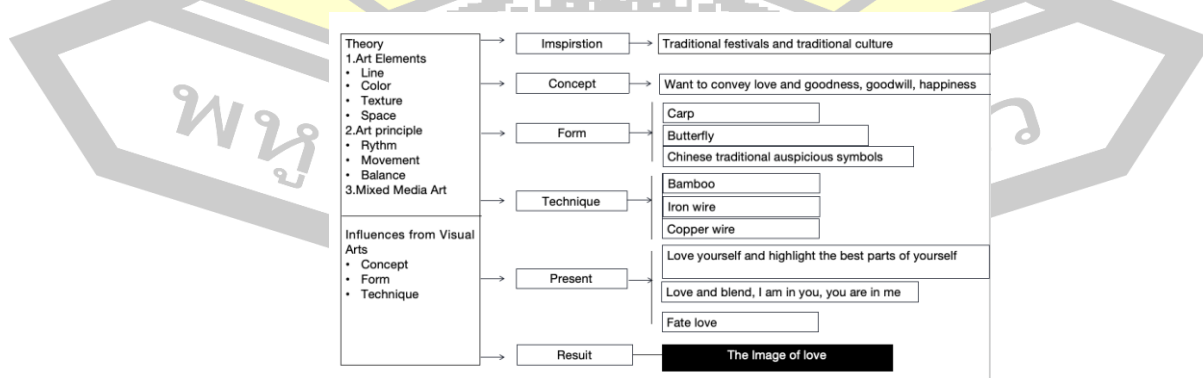 Theory
1.Art Elements
• Line
• Color
• Texture
• Space
2.Art principle
• Rythm
• Movement
• Balance
3.Mixed Media Art
Influences from Visual
Arts
• Concept
• Form
• Technique
Imspirstion
Traditional festivals and traditional culture
Concept
Want to convey love and goodness, goodwill, happiness
Form
Carp
Butterfly
Chinese traditional auspicious symbols
Technique
Bamboo
Iron wire
Copper wire
Present
Love yourself and highlight the best parts of yourself
Love and blend, I am in you, you are in me
Fate love
Resuit
The Image of love